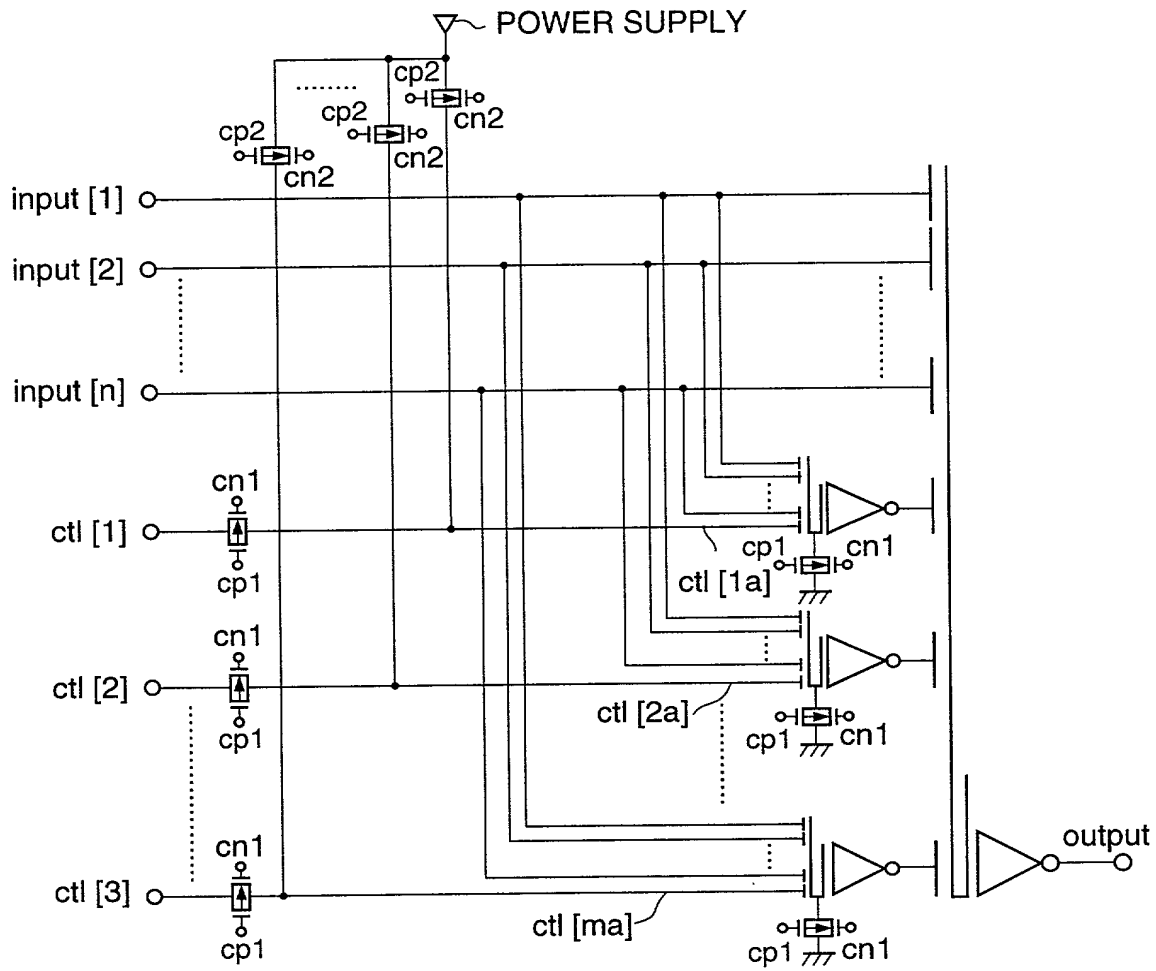 POWER SUPPLY
cp2
cn2
cp2
cn2
cp2
cn2
input [1]
input [2]
input [n]
cn1
ctl [1]
cp1
ctl [1a]
cp1
cn1
cn1
ctl [2]
cp1
ctl [2a]
cp1
cn1
cn1
ctl [3]
cp1
ctl [ma]
cp1
cn1
output